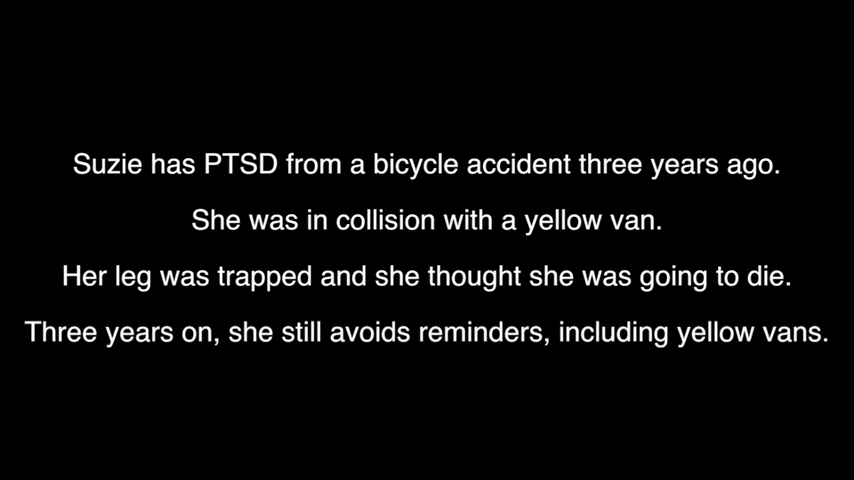 Suzie has PTSD from a bicycle accident three years ago.
She was in collision with a yellow van.
Her leg was trapped and she thought she was going to die.
Three years on, she still avoids reminders, including yellow vans.